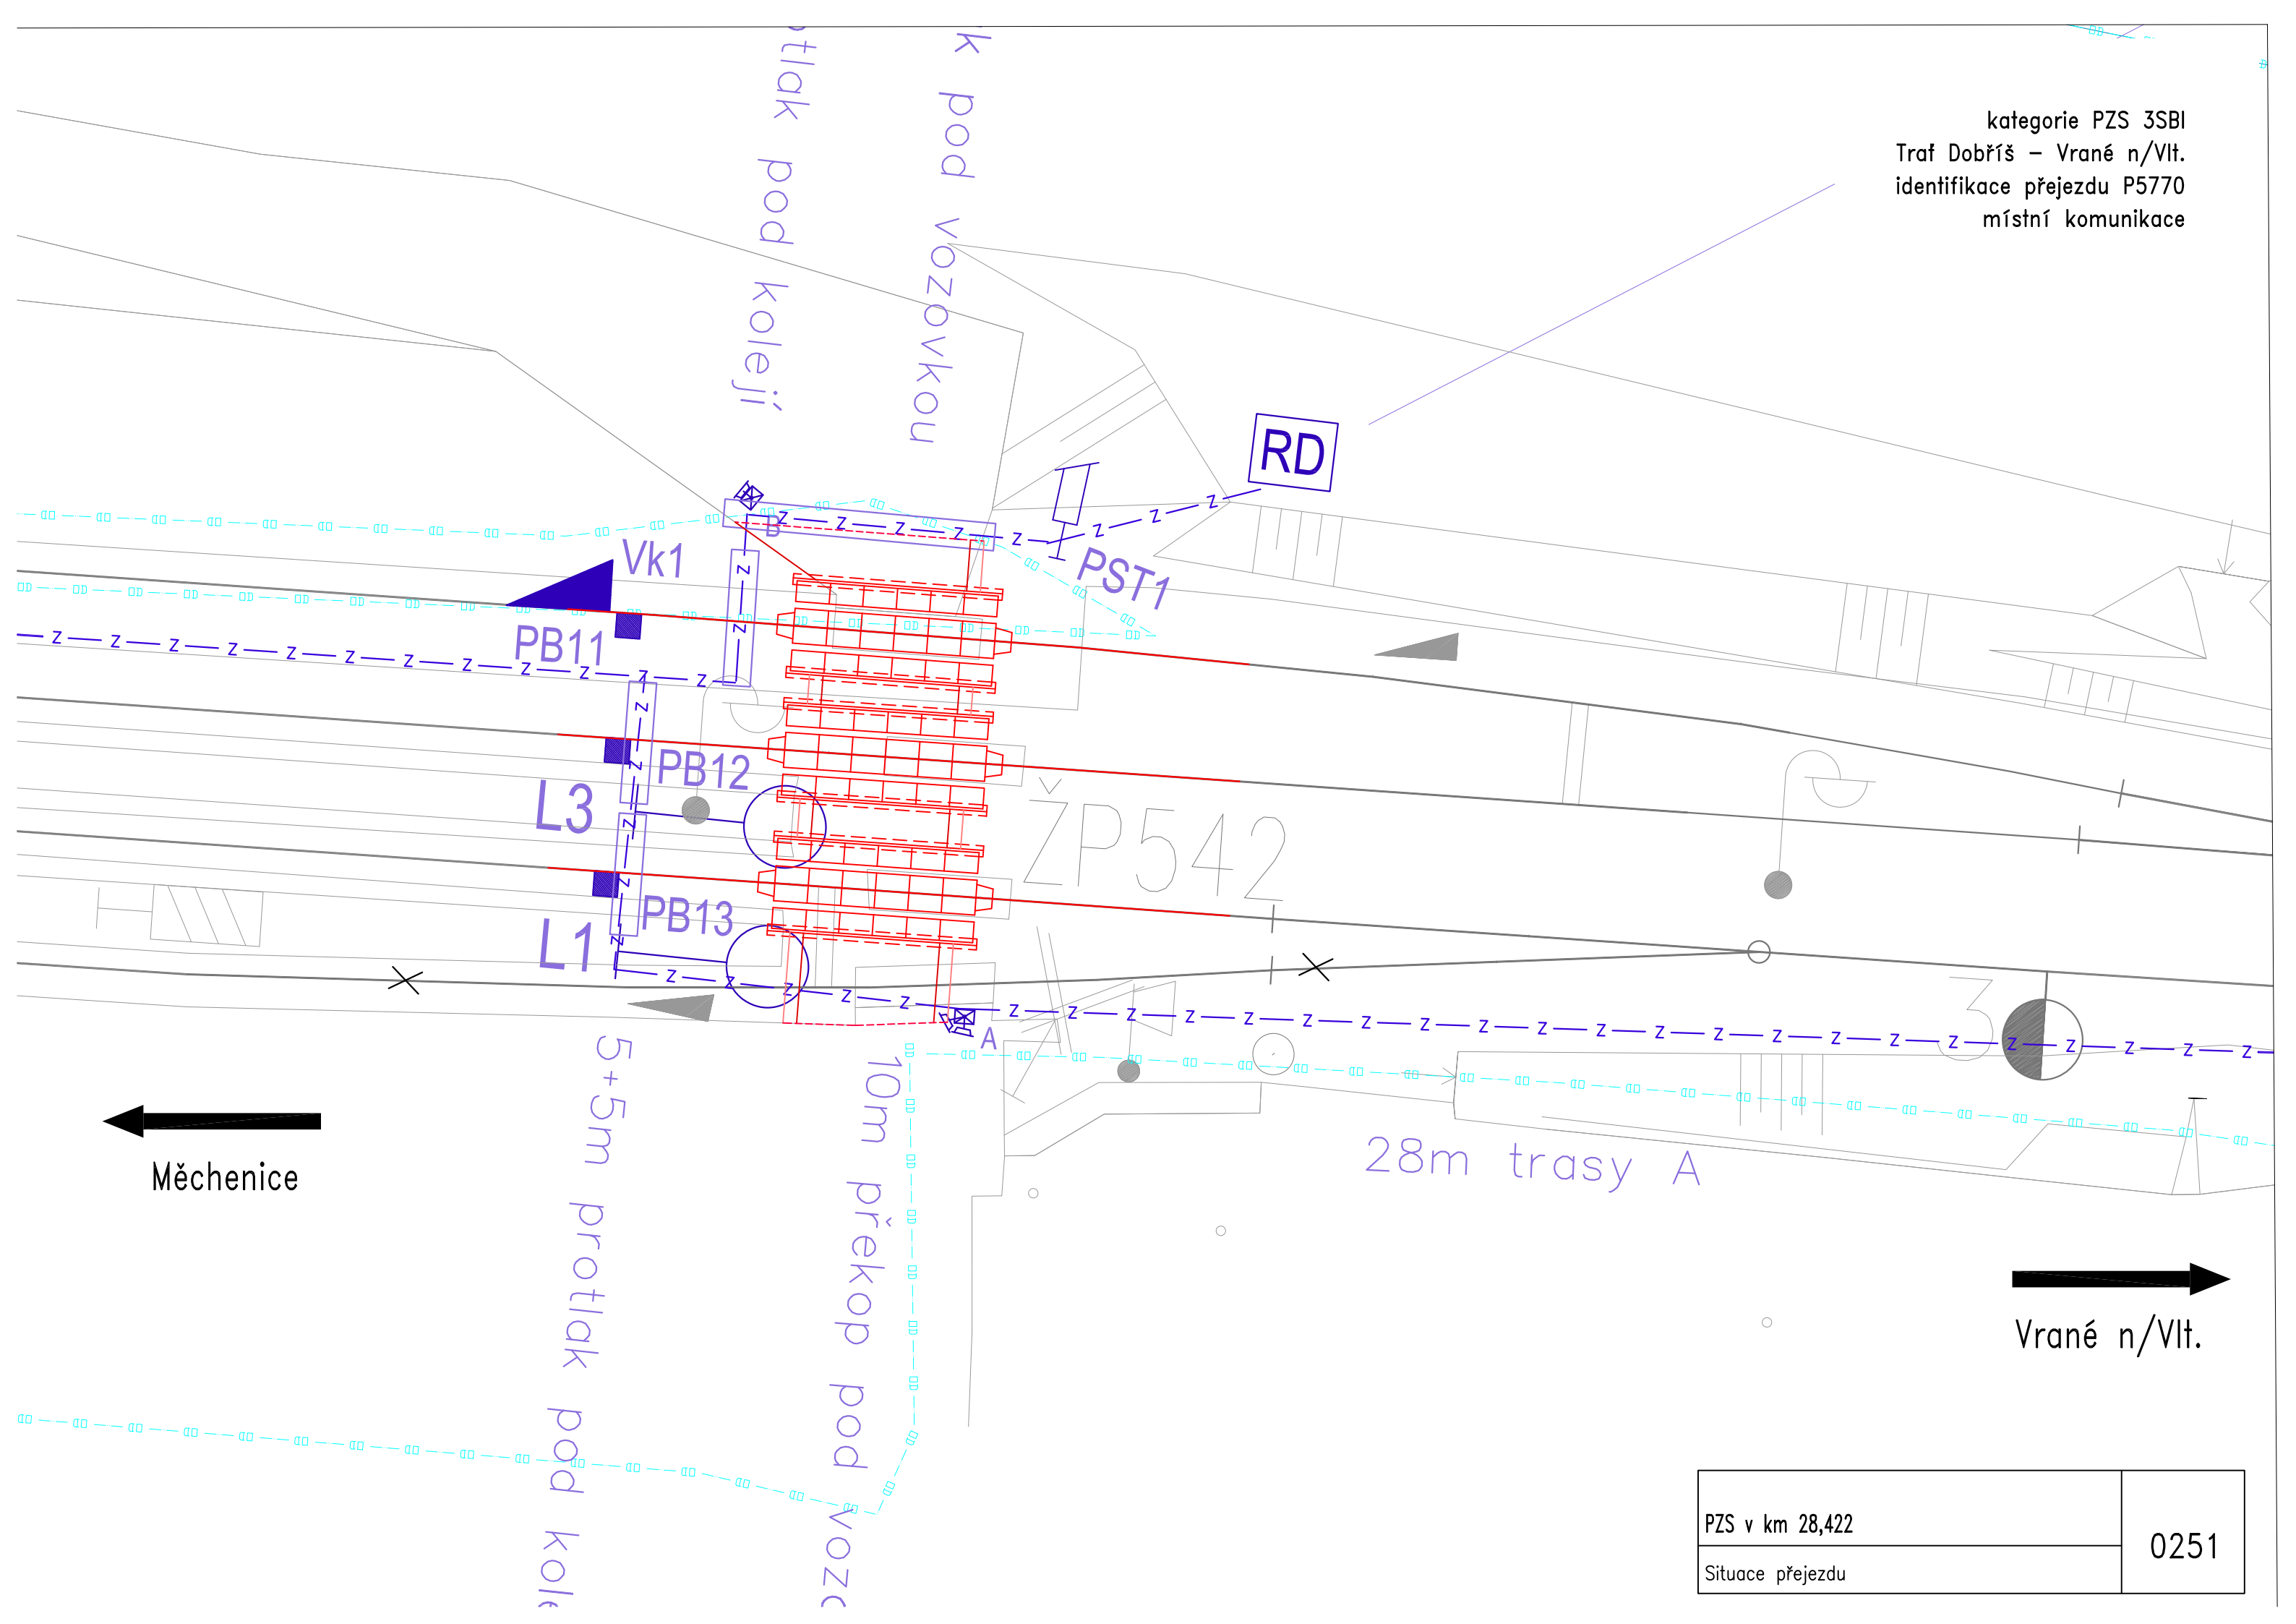 otlak pod kolejí
k pod vozovkou
kategorie PZS 3SBI
Trať Dobříš – Vrané n/Vlt.
identifikace přejezdu P5770
místní komunikace
RD
B
Vk1
PST1
PB11
PB12
L3
ŽP542
PB13
L1
3
A
5+5m protlak pod kole
10m překop pod vozo
28m trasy A
Měchenice
Vrané n/Vlt.
PZS v km 28,422
0251
Situace přejezdu